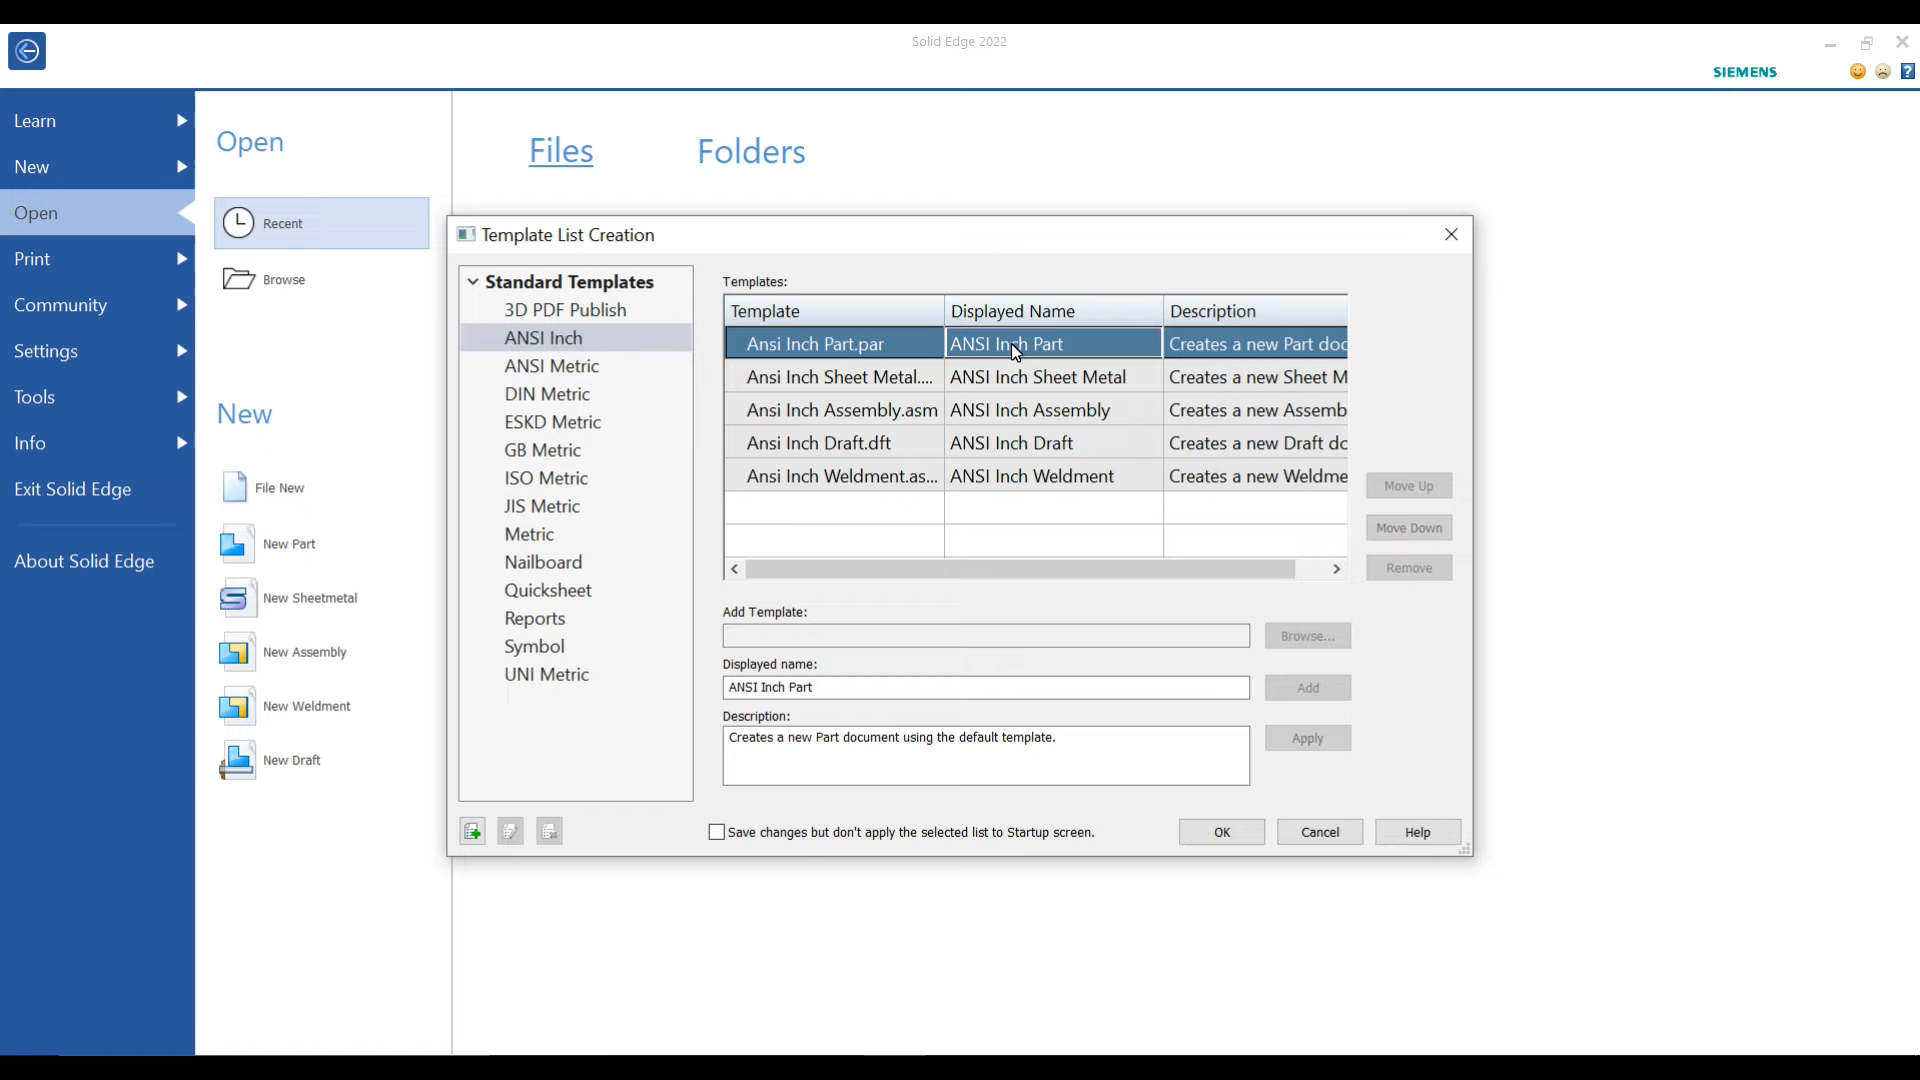 Solid Edge 2022
SIEMENS
Learn
New
Open
Print
Community
Settings
Tools
Info
Exit Solid Edge
About Solid Edge
Open
Recent
Browse
New
File New
New Part
New Sheetmetal
New Assembly
New Weldment
New Draft
Files Folders
Template List Creation
Standard Templates
3D PDF Publish
ANSI Inch
ANSI Metric
DIN Metric
ESKD Metric
GB Metric
ISO Metric
JIS Metric
Metric
Nailboard
Quicksheet
Reports
Symbol
UNI Metric
Templates:
Template Displayed Name Description
Ansi Inch Part.par ANSI Inch Part Creates a new Part doc
Ansi Inch Sheet Metal.... ANSI Inch Sheet Metal Creates a new Sheet M
Ansi Inch Assembly.asm ANSI Inch Assembly Creates a new Assemb
Ansi Inch Draft.dft ANSI Inch Draft Creates a new Draft dc
Ansi Inch Weldment.as... ANSI Inch Weldment Creates a new Weldme
Move Up
Move Down
Remove
Add Template:
Browse...
Displayed name:
ANSI Inch Part
Add
Description:
Creates a new Part document using the default template.
Apply
Save changes but don't apply the selected list to Startup screen.
OK Cancel Help